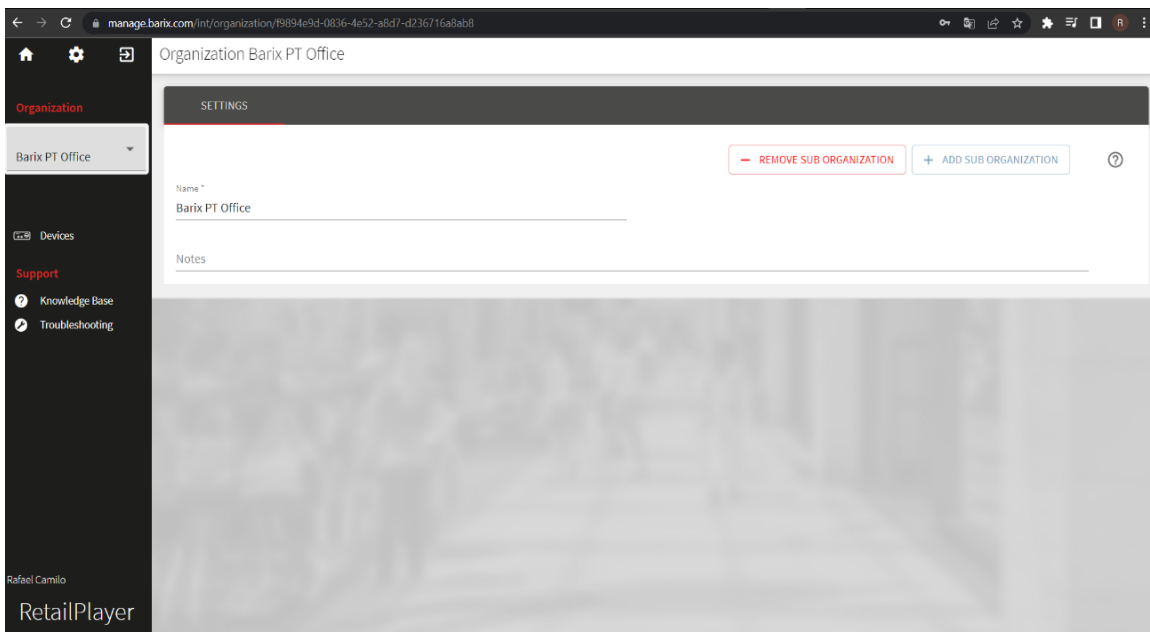 manage.barix.com/int/organization/f9894e9d-0836-4e52-a8d7-d236716a8ab8
R
Organization Barix PT Office
Organization
Barix PT Office
Devices
Support
Knowledge Base
Troubleshooting
Rafael Camilo
RetailPlayer
SETTINGS
REMOVE SUB ORGANIZATION
ADD SUB ORGANIZATION
Name *
Barix PT Office
Notes